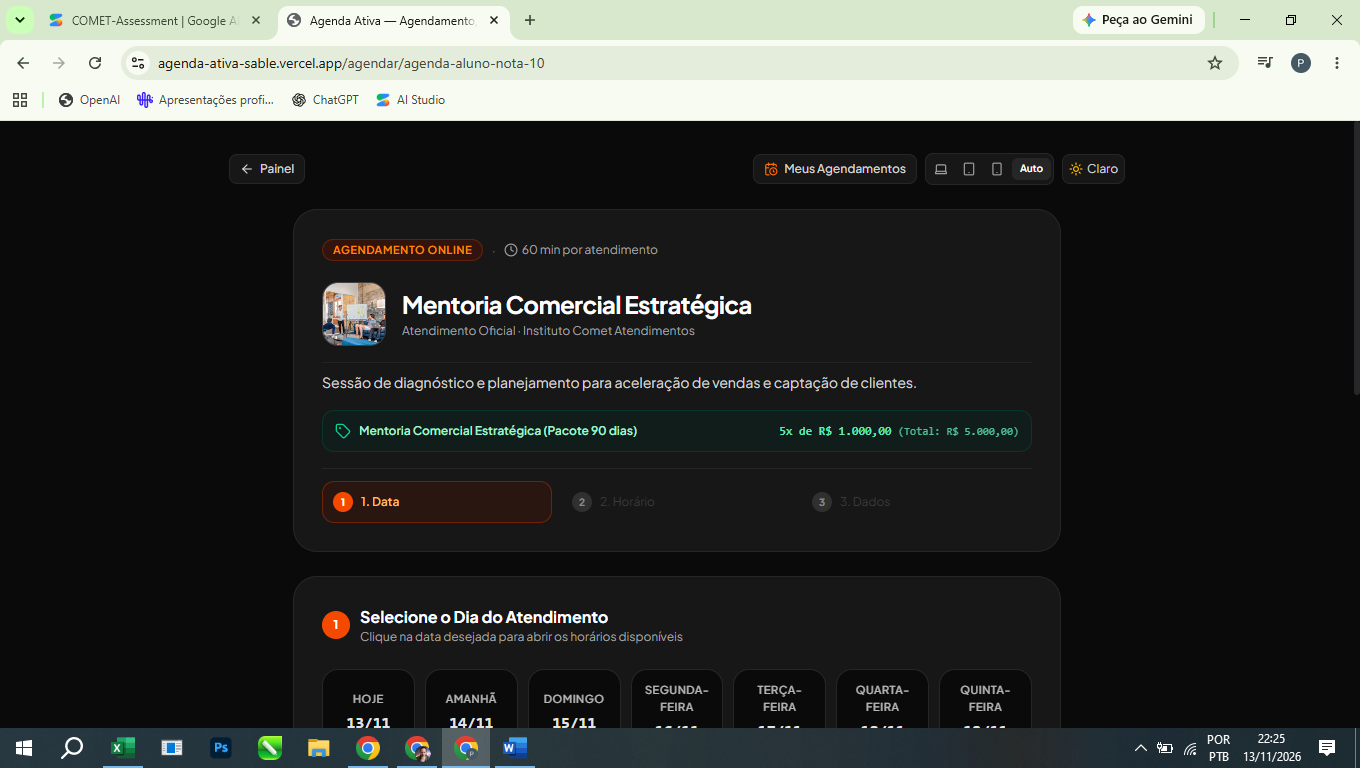 COMET-Assessment | Google AI
Agenda Ativa — Agendamento
Peça ao Gemini
agenda-ativa-sable.vercel.app/agendar/agenda-aluno-nota-10
P
OpenAI
Apresentações profi...
ChatGPT
AI Studio
Painel
Meus Agendamentos
Auto
Claro
AGENDAMENTO ONLINE · 60 min por atendimento
Mentoria Comercial Estratégica
Atendimento Oficial · Instituto Comet Atendimentos
Sessão de diagnóstico e planejamento para aceleração de vendas e captação de clientes.
Mentoria Comercial Estratégica (Pacote 90 dias)
5x de R$ 1.000,00 (Total: R$ 5.000,00)
1 1. Data
2 2. Horário
3 3. Dados
1
Selecione o Dia do Atendimento
Clique na data desejada para abrir os horários disponíveis
HOJE
13/11
AMANHÃ
14/11
DOMINGO
15/11
SEGUNDA-
FEIRA
TERÇA-
FEIRA
QUARTA-
FEIRA
QUINTA-
FEIRA
Ps
POR
PTB
22:25
13/11/2026